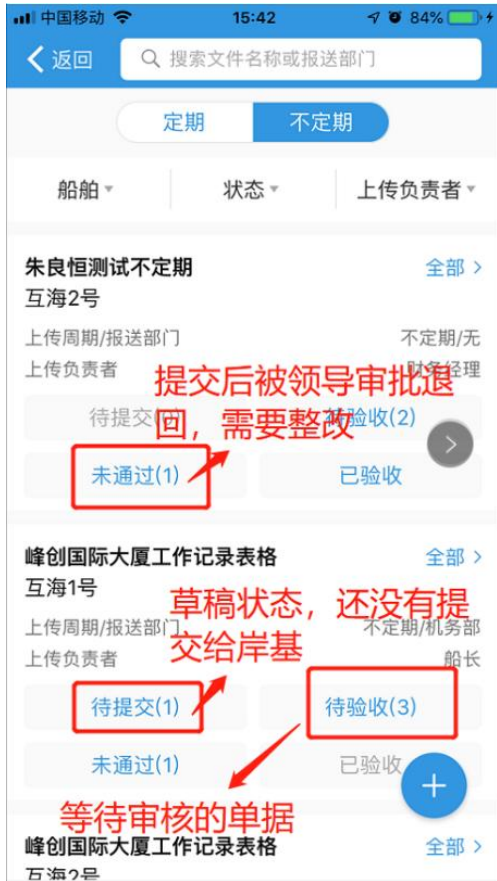 中国移动 15:42 84%
返回 搜索文件名称或报送部门
定期 不定期
船舶 状态 上传负责者
朱良恒测试不定期 全部
互海2号
上传周期/报送部门 不定期/无
上传负责者 财务经理
提交后被领导审批退
回，需要整改
待提交(0) 待验收(2)
未通过(1) 已验收
峰创国际大厦工作记录表格 全部
互海1号
草稿状态，还没有提
交给岸基
上传周期/报送部门 不定期/机务部
上传负责者 船长
待提交(1) 待验收(3)
未通过(1) 已验收
等待审核的单据
峰创国际大厦工作记录表格 全部
互海2号